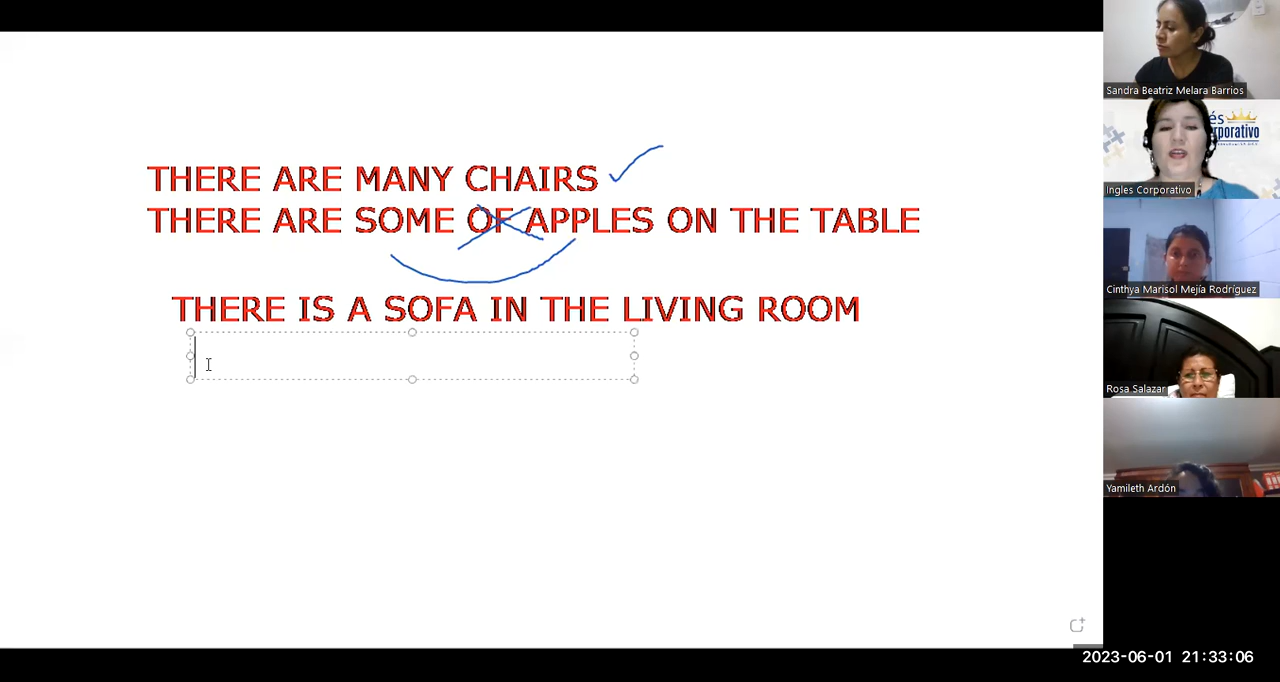 THERE ARE MANY CHAIRS
THERE ARE SOME OF APPLES ON THE TABLE
THERE IS A SOFA IN THE LIVING ROOM
Sandra Beatriz Melara Barrios
és
rporativo
Ingles Corporativo
Cinthya Marisol Mejía Rodríguez
Rosa Salazar
Yamileth Ardón
2023-06-01 21:33:06